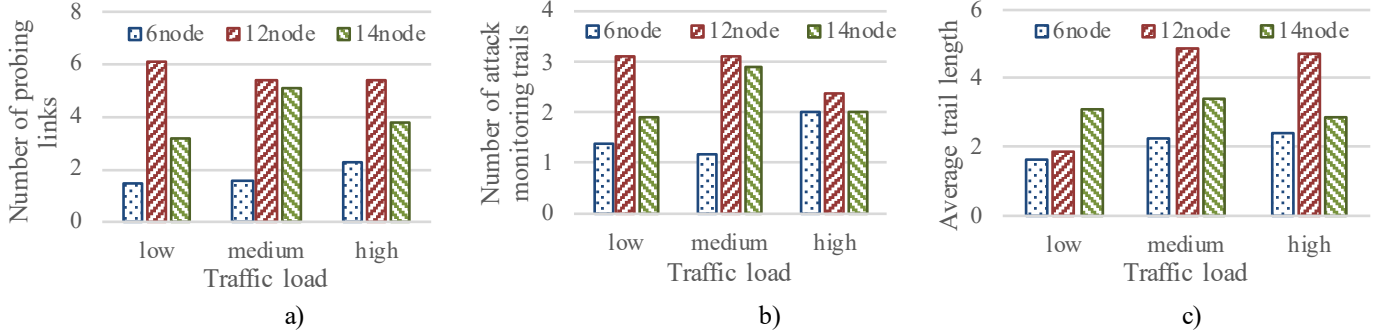 Number of probing
links
8
6
4
2
0
6node 12node 14node
low medium high
Traffic load
a)
Number of attack
monitoring trails
4
3
2
1
0
6node 12node 14node
low medium high
Traffic load
b)
Average trail length
6
4
2
0
6node 12node 14node
low medium high
Traffic load
c)